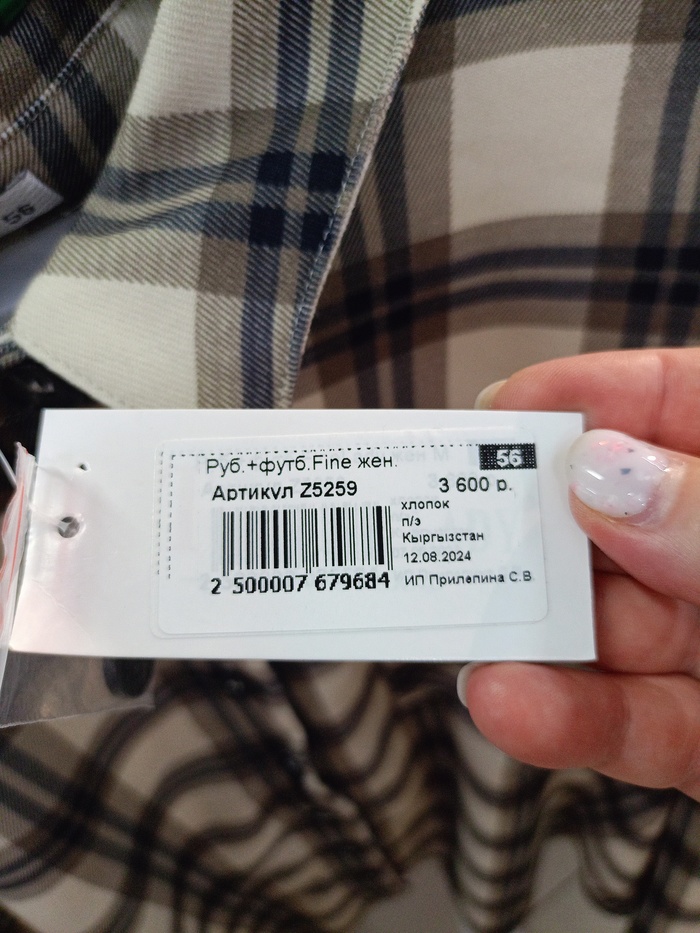 56
Руб.+футб.Fine жен.
56
Артикул Z5259
3 600 р.
хлопок
п/э
Кыргызстан
12.08.2024
2 500007 679684
ИП Прилепина С.В